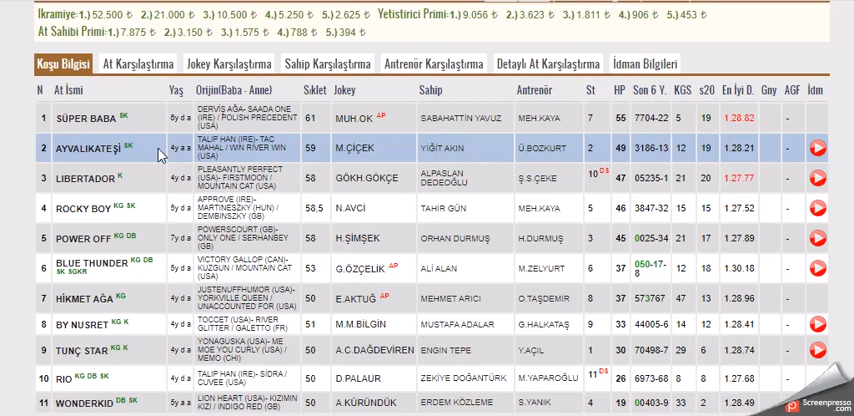 Ikramiye:1.) 52.500 ₺ 2.) 21.000 ₺ 3.) 10.500 ₺ 4.) 5.250 ₺ 5.) 2.625 ₺ Yetistirici Primi:1.) 9.056 ₺ 2.) 3.623 ₺ 3.) 1.811 ₺ 4.) 906 ₺ 5.) 453 ₺
At Sahibi Primi:1.) 7.875 ₺ 2.) 3.150 ₺ 3.) 1.575 ₺ 4.) 788 ₺ 5.) 394 ₺
Koşu Bilgisi At Karşılaştırma Jokey Karşılaştırma Sahip Karşılaştırma Antrenör Karşılaştırma Detaylı At Karşılaştırma İdman Bilgileri
N At İsmi Yaş Orijin(Baba - Anne) Sıklet Jokey Sahip Antrenör St HP Son 6 Y. KGS s20 En İyi D. Gny AGF İdm
1 SÜPER BABA SK 6y d a DERVİŞ AĞA- SAADA ONE (IRE) / POLISH PRECEDENT (USA) 61 MUH.OK AP SABAHATTİN YAVUZ MEH.KAYA 7 55 7704-22 5 19 1.28.82 -
2 AYVALIKATEŞİ SK 4y a a TALIP HAN (IRE)- TAC MAHAL / WIN RIVER WIN (USA) 59 M.ÇİÇEK YİĞİT AKIN Ü.BOZKURT 2 49 3186-13 12 19 1.28.21 -
3 LIBERTADOR K 4y d a PLEASANTLY PERFECT (USA)- FIRSTMOON / MOUNTAIN CAT (USA) 58 GÖKH.GÖKÇE ALPASLAN DEDEOĞLU Ş.S.ÇEKE 10 DS 47 05235-1 21 20 1.27.77 -
4 ROCKY BOY KG SK 5y d a APPROVE (IRE)- MARTINESZKY (HUN) / DEMBINSZKY (GB) 58,5 N.AVCİ TAHİR GÜN MEH.KAYA 5 46 3847-32 15 15 1.27.52 -
5 POWER OFF KG DB 7y d a POWERSCOURT (GB)- ONLY ONE / SERHANBEY (GB) 58 H.ŞİMŞEK ORHAN DURMUŞ H.DURMUŞ 3 45 0025-34 21 17 1.27.89 -
6 BLUE THUNDER KG DB SK SGKR 5y d a VICTORY GALLOP (CAN)- KUZGUN / MOUNTAIN CAT (USA) 53 G.ÖZÇELİK AP ALİ ALAN M.ZELYURT 6 37 050-17-8 12 18 1.30.18 -
7 HİKMET AĞA KG 4y d a JUSTENUFFHUMOR (USA)- YORKVILLE QUEEN / UNACCOUNTED FOR (USA) 50 E.AKTUĞ AP MEHMET ARICI O.TAŞDEMİR 8 37 573767 47 13 1.28.96 -
8 BY NUSRET KG K 4y d a TOCCET (USA)- RIVER GLITTER / GALETTO (FR) 51 M.M.BİLGİN MUSTAFA ADALAR G.HALKATAŞ 9 33 44005-6 14 12 1.28.41 -
9 TUNÇ STAR KG K 4y d a YONAGUSKA (USA)- ME MOE YOU CURLY (USA) / MEMO (CHI) 50 A.C.DAĞDEVİREN ENGİN TEPE Y.AÇIL 1 30 70498-7 29 6 1.28.74 -
10 RIO KG DB SK 4y d a TALIP HAN (IRE)- SİDRA / CUVEE (USA) 50 D.PALAUR ZEKİYE DOĞANTÜRK M.YAPAROĞLU 11 DS 26 6973-68 8 8 1.28.68 -
11 WONDERKID DB SK 5y a a LION HEART (USA)- KIZIMIN KIZI / INDIGO RED (GB) 50 A.KÜRÜNDÜK ERDEM KÖZLEME S.YANIK 4 19 00403-9 33 2 1.28.49 -
Screenpresso
.com